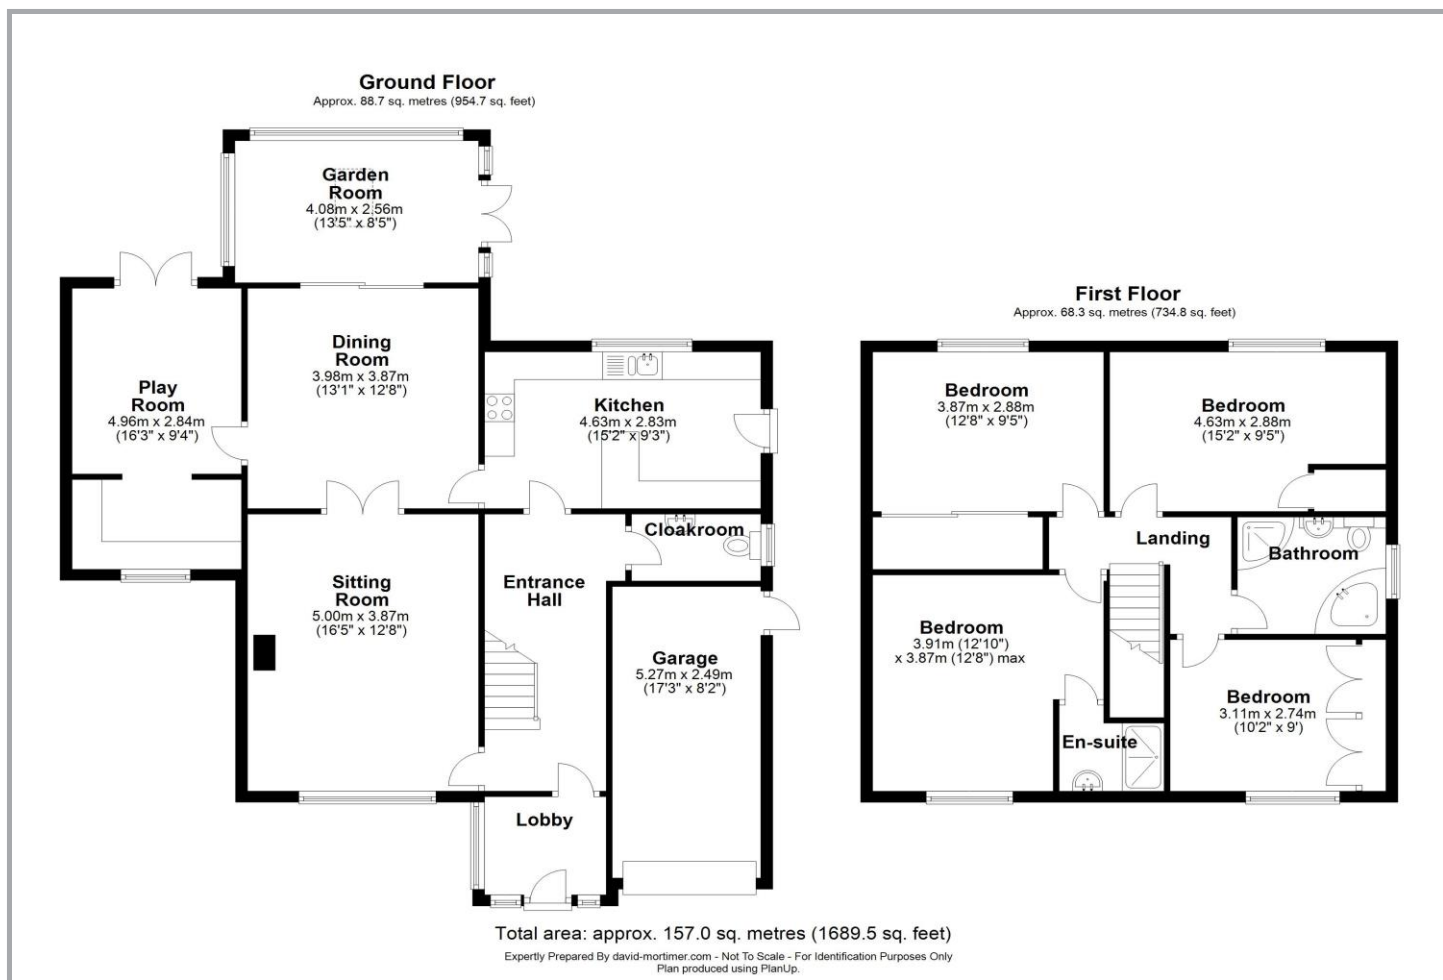 Ground Floor
Approx. 88.7 sq. metres (954.7 sq. feet)
Garden
Room
4.08m x 2.56m
(13'5" x 8'5")
Dining
Room
3.98m x 3.87m
(13'1" x 12'8")
Play
Room
4.96m x 2.84m
(16'3" x 9'4")
Kitchen
4.63m x 2.83m
(15'2" x 9'3")
Cloakroom
Sitting
Room
5.00m x 3.87m
(16'5" x 12'8")
Entrance
Hall
Garage
5.27m x 2.49m
(17'3" x 8'2")
Lobby
First Floor
Approx. 68.3 sq. metres (734.8 sq. feet)
Bedroom
3.87m x 2.88m
(12'8" x 9'5")
Bedroom
4.63m x 2.88m
(15'2" x 9'5")
Landing
Bathroom
Bedroom
3.91m (12'10")
x 3.87m (12'8") max
Bedroom
3.11m x 2.74m
(10'2" x 9')
En-suite
Total area: approx. 157.0 sq. metres (1689.5 sq. feet)
Expertly Prepared By david-mortimer.com - Not To Scale - For Identification Purposes Only
Plan produced using PlanUp.